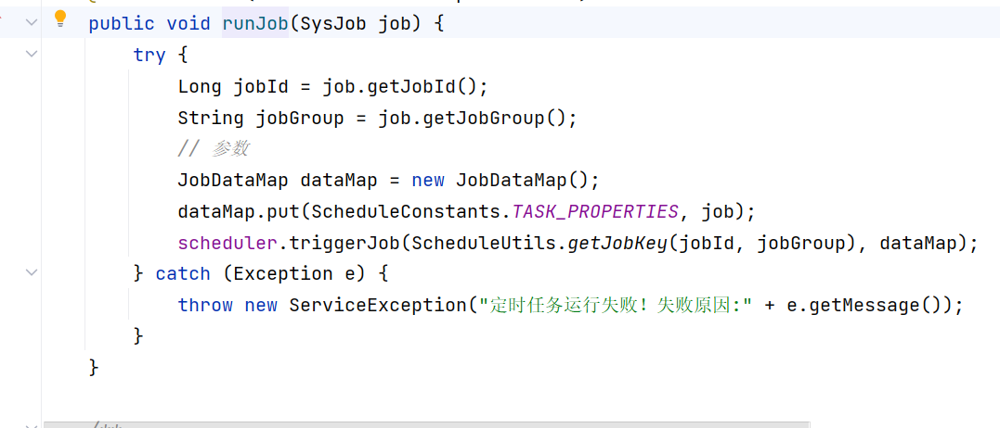 public void runJob(SysJob job) {
try {
Long jobId = job.getJobId();
String jobGroup = job.getJobGroup();
// 参数
JobDataMap dataMap = new JobDataMap();
dataMap.put(ScheduleConstants.TASK_PROPERTIES, job);
scheduler.triggerJob(ScheduleUtils.getJobKey(jobId, jobGroup), dataMap);
} catch (Exception e) {
throw new ServiceException("定时任务运行失败！失败原因:" + e.getMessage());
}
}